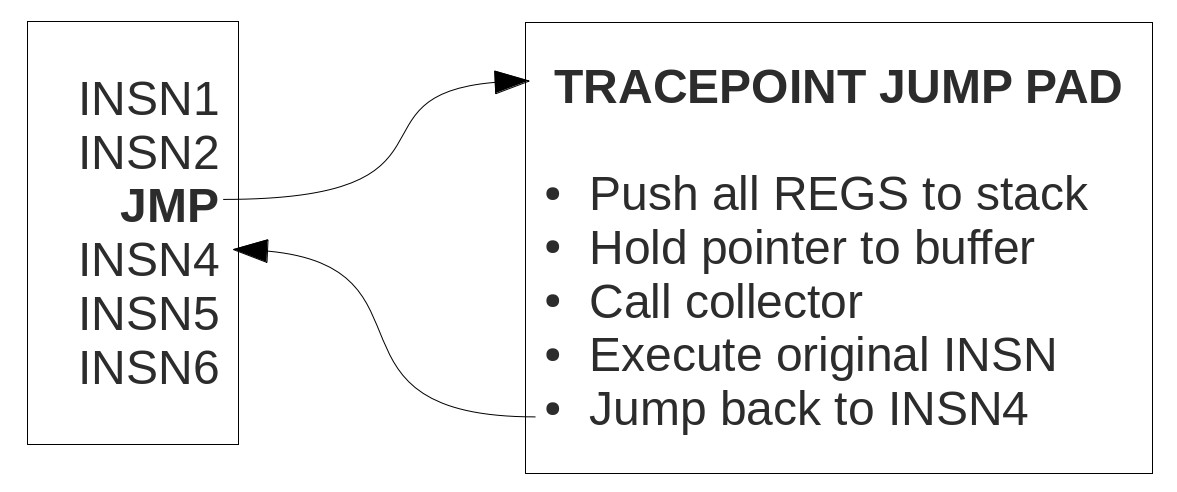 INSN1
INSN2
JMP
INSN4
INSN5
INSN6
TRACEPOINT JUMP PAD
• Push all REGS to stack
• Hold pointer to buffer
• Call collector
• Execute original INSN
• Jump back to INSN4